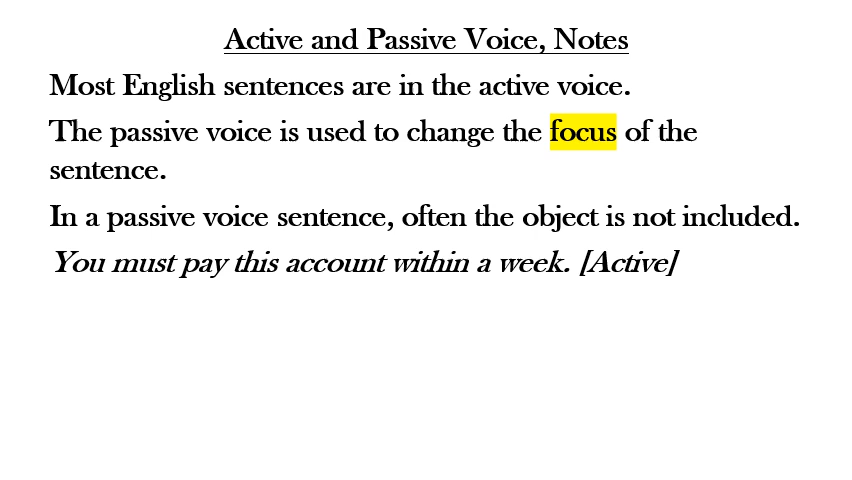 Active and Passive Voice, Notes
Most English sentences are in the active voice.
The passive voice is used to change the focus of the
sentence.
In a passive voice sentence, often the object is not included.
You must pay this account within a week. [Active]